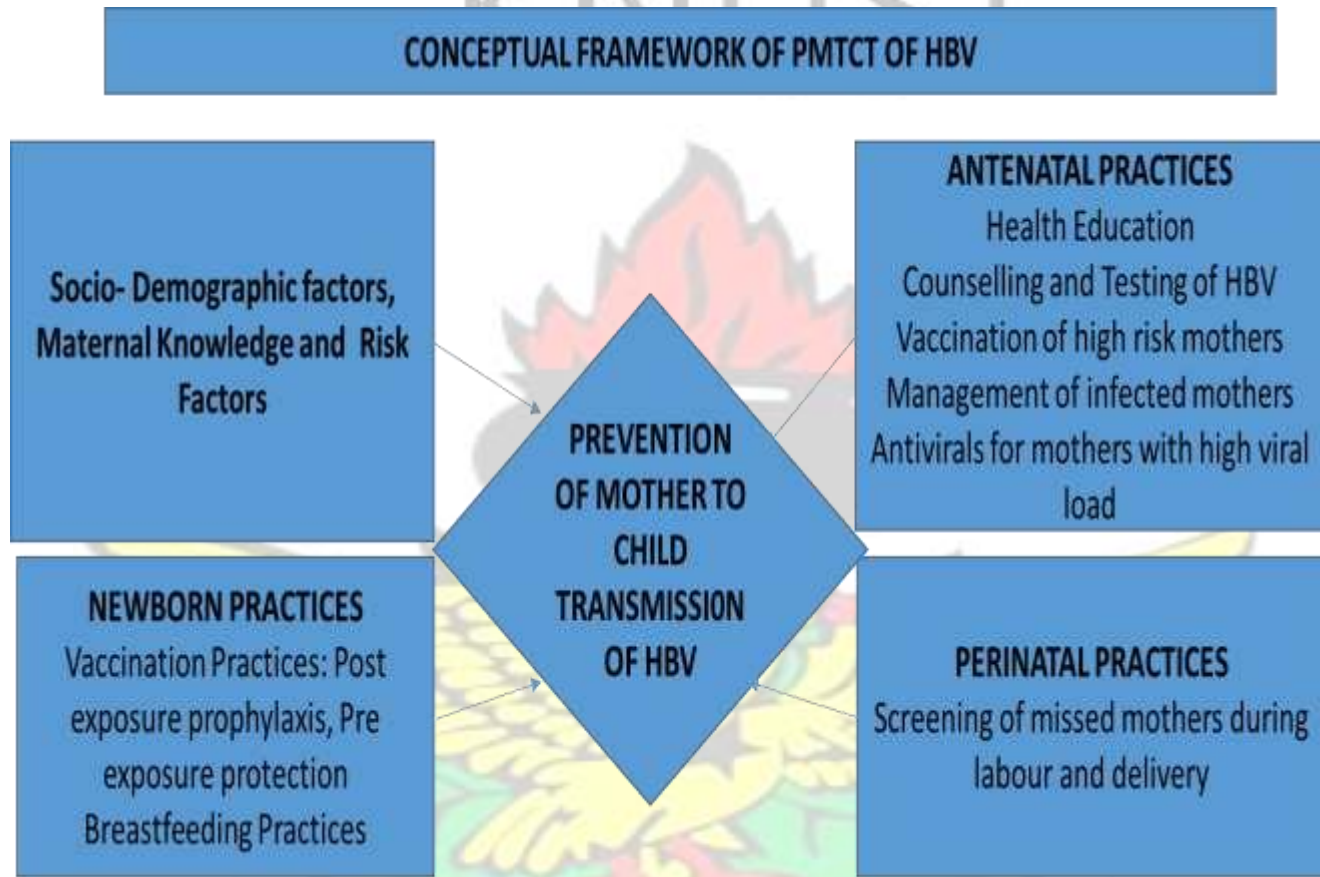 CONCEPTUAL FRAMEWORK OF PMTCT OF HBV
Socio- Demographic factors,
Maternal Knowledge and Risk
Factors
ANTENATAL PRACTICES
Health Education
Counselling and Testing of HBV
Vaccination of high risk mothers
Management of infected mothers
Antivirals for mothers with high viral
load
PREVENTION
OF MOTHER TO
CHILD
TRANSMISSION
OF HBV
NEWBORN PRACTICES
Vaccination Practices: Post
exposure prophylaxis, Pre
exposure protection
Breastfeeding Practices
PERINATAL PRACTICES
Screening of missed mothers during
labour and delivery